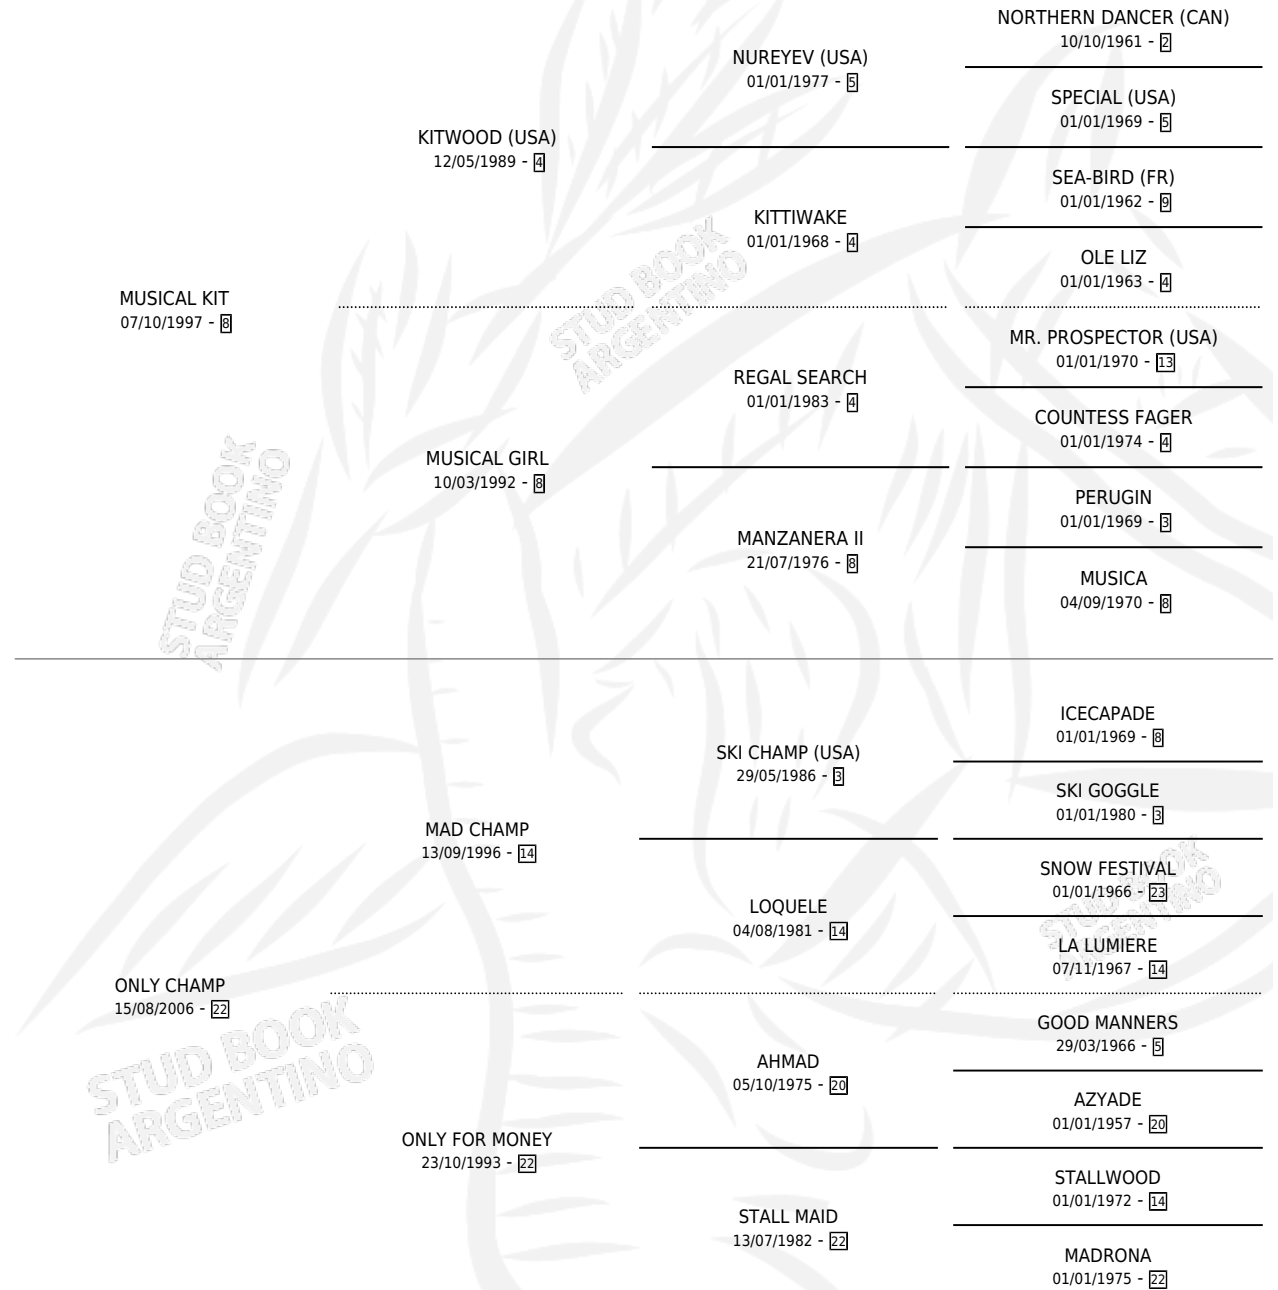 NORTHERN DANCER (CAN)
10/10/1961 - 2
NUREYEV (USA)
01/01/1977 - 5
SPECIAL (USA)
01/01/1969 - 5
KITWOOD (USA)
12/05/1989 - 4
SEA-BIRD (FR)
01/01/1962 - 9
KITTIWAKE
01/01/1968 - 4
OLE LIZ
01/01/1963 - 4
MUSICAL KIT
07/10/1997 - 8
MR. PROSPECTOR (USA)
01/01/1970 - 13
REGAL SEARCH
01/01/1983 - 4
COUNTESS FAGER
01/01/1974 - 4
MUSICAL GIRL
10/03/1992 - 8
PERUGIN
01/01/1969 - 3
MANZANERA II
21/07/1976 - 8
MUSICA
04/09/1970 - 8
STUD BOOK
ARGENTINO
STUD BOOK
ARGENTINO
ICECAPADE
01/01/1969 - 8
SKI CHAMP (USA)
29/05/1986 - 3
SKI GOGGLE
01/01/1980 - 3
MAD CHAMP
13/09/1996 - 14
SNOW FESTIVAL
01/01/1966 - 23
LOQUELE
04/08/1981 - 14
LA LUMIERE
07/11/1967 - 14
STUD BOOK
ARGENTINO
ONLY CHAMP
15/08/2006 - 22
GOOD MANNERS
29/03/1966 - 5
AHMAD
05/10/1975 - 20
AZYADE
01/01/1957 - 20
ONLY FOR MONEY
23/10/1993 - 22
STALLWOOD
01/01/1972 - 14
STALL MAID
13/07/1982 - 22
MADRONA
01/01/1975 - 22
STUD BOOK
ARGENTINO